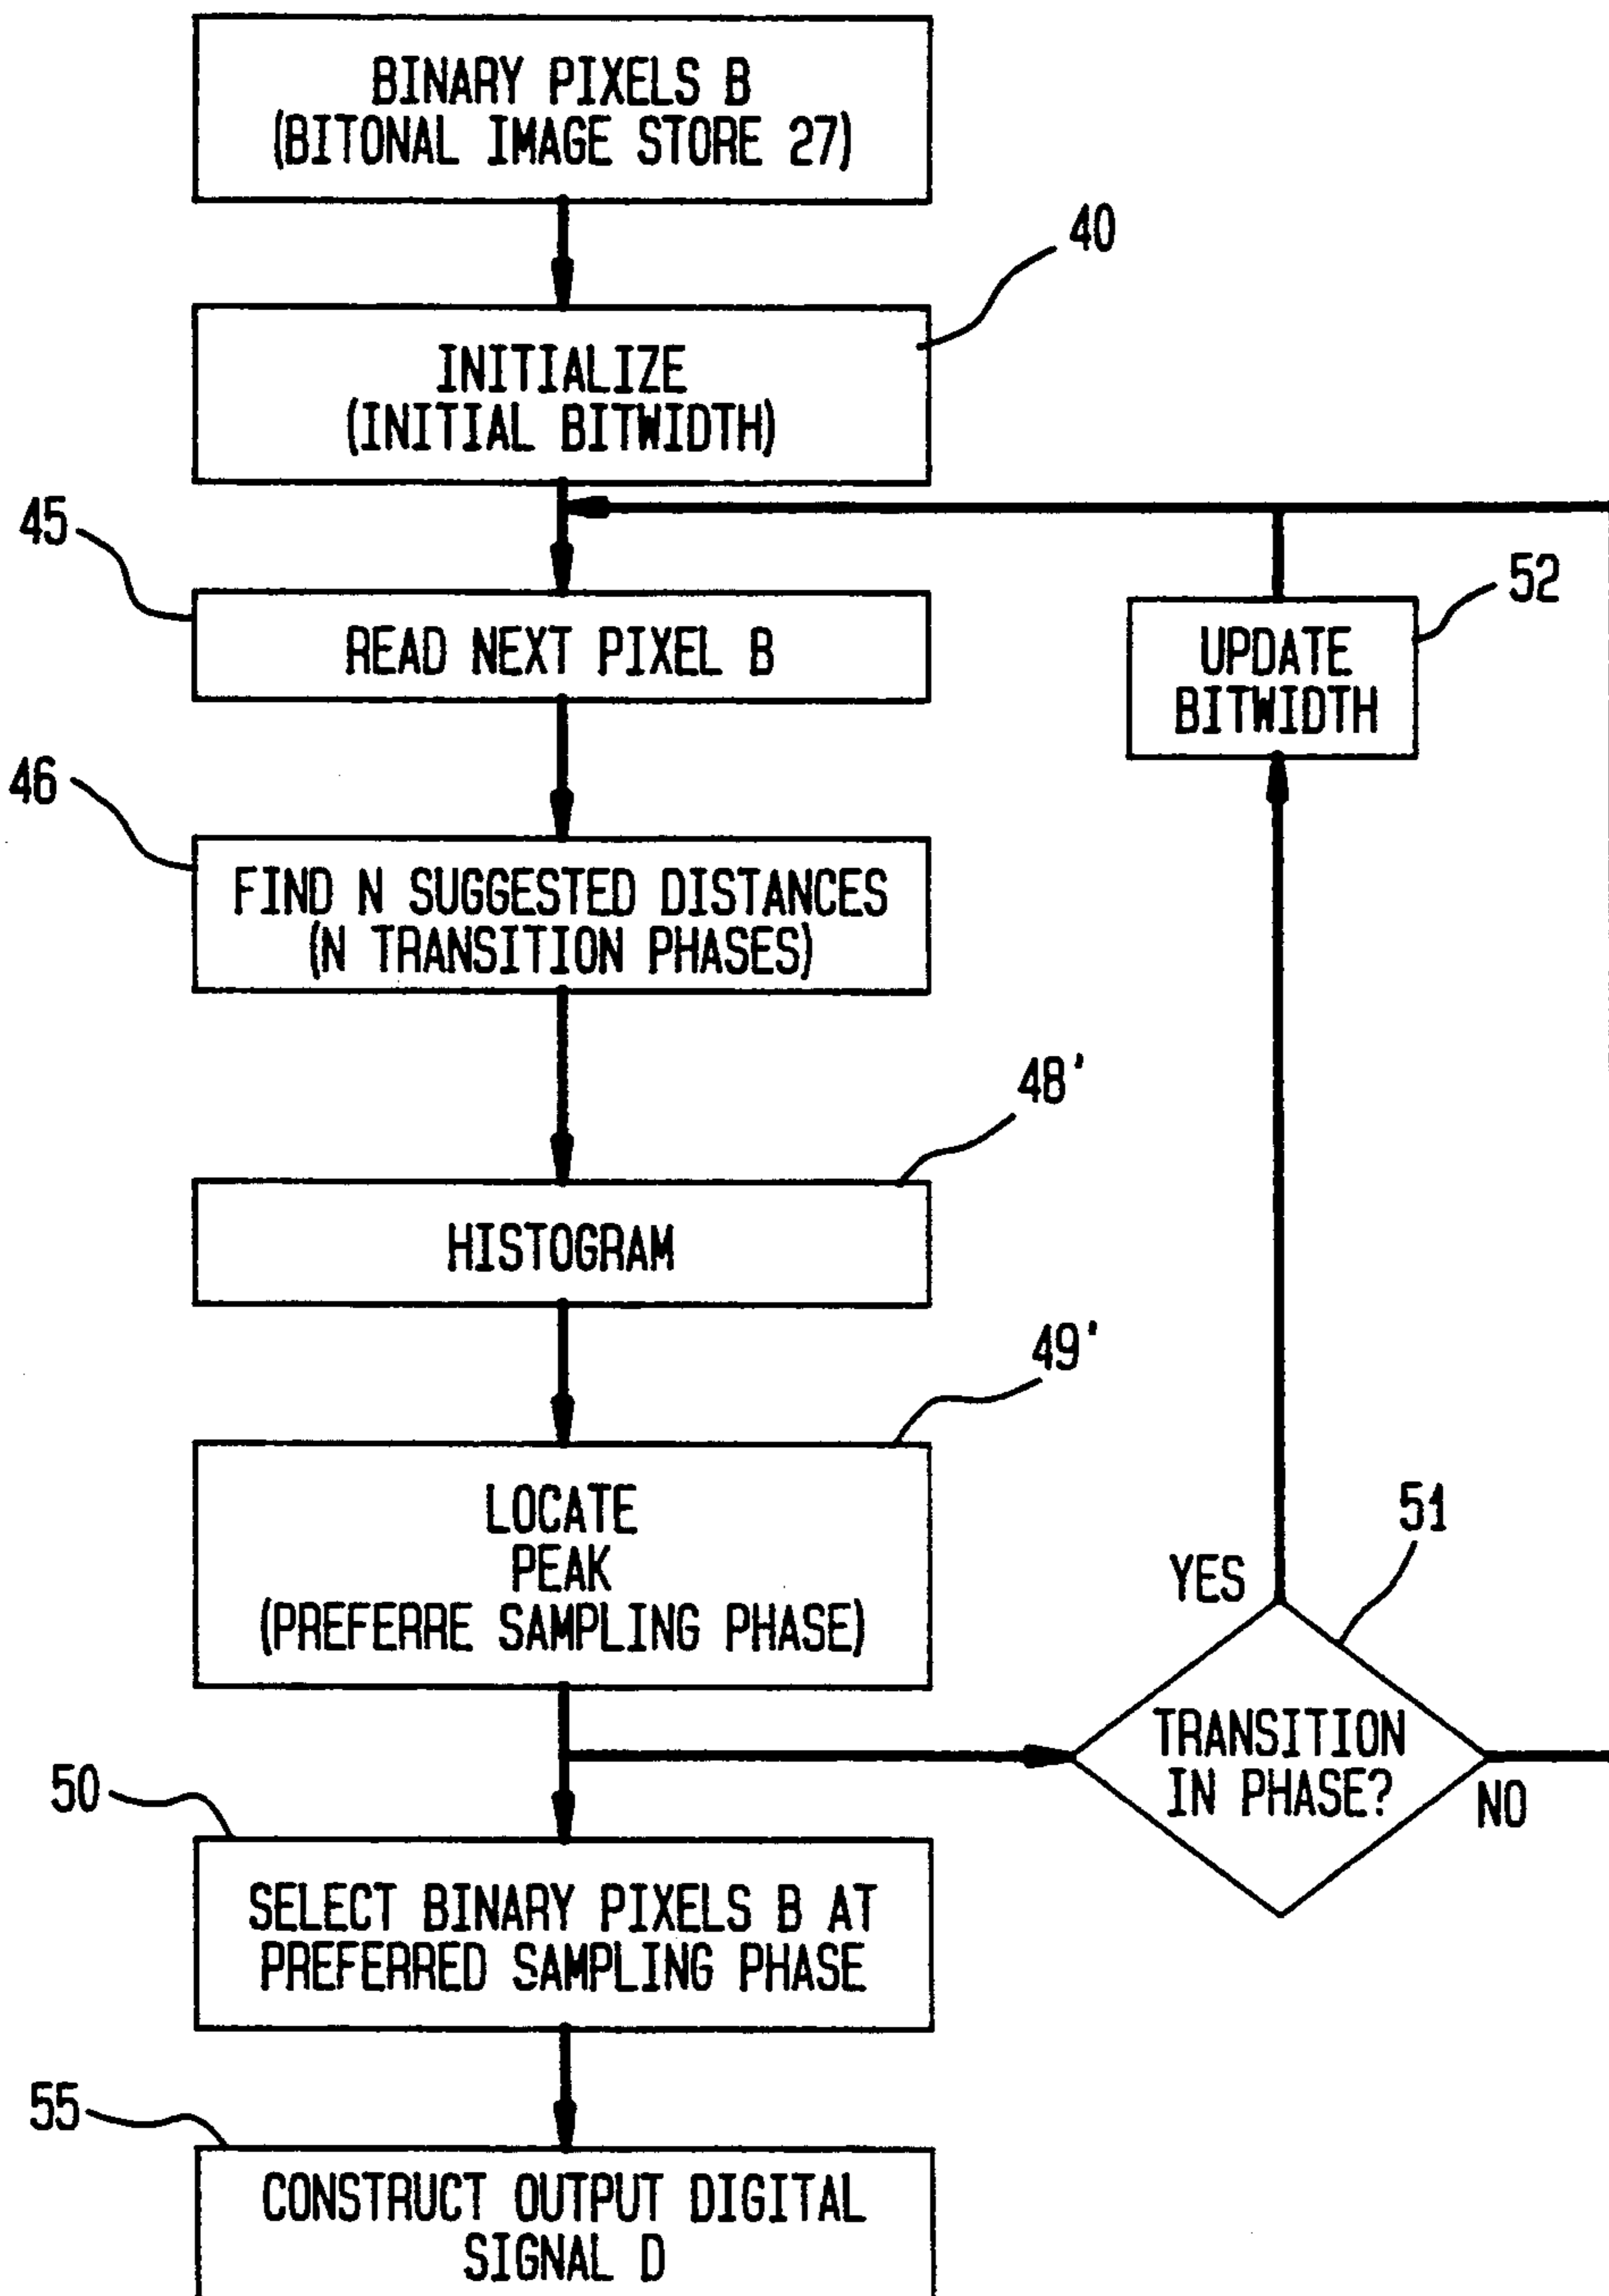 BINARY PIXELS B
(BITONAL IMAGE STORE 27)
40
INITIALIZE
(INITIAL BITWIDTH)
45
READ NEXT PIXEL B
52
UPDATE
BITWIDTH
46
FIND N SUGGESTED DISTANCES
(N TRANSITION PHASES)
48'
HISTOGRAM
49'
LOCATE
PEAK
(PREFERRE SAMPLING PHASE)
51
YES
TRANSITION
IN PHASE?
NO
50
SELECT BINARY PIXELS B AT
PREFERRED SAMPLING PHASE
55
CONSTRUCT OUTPUT DIGITAL
SIGNAL D